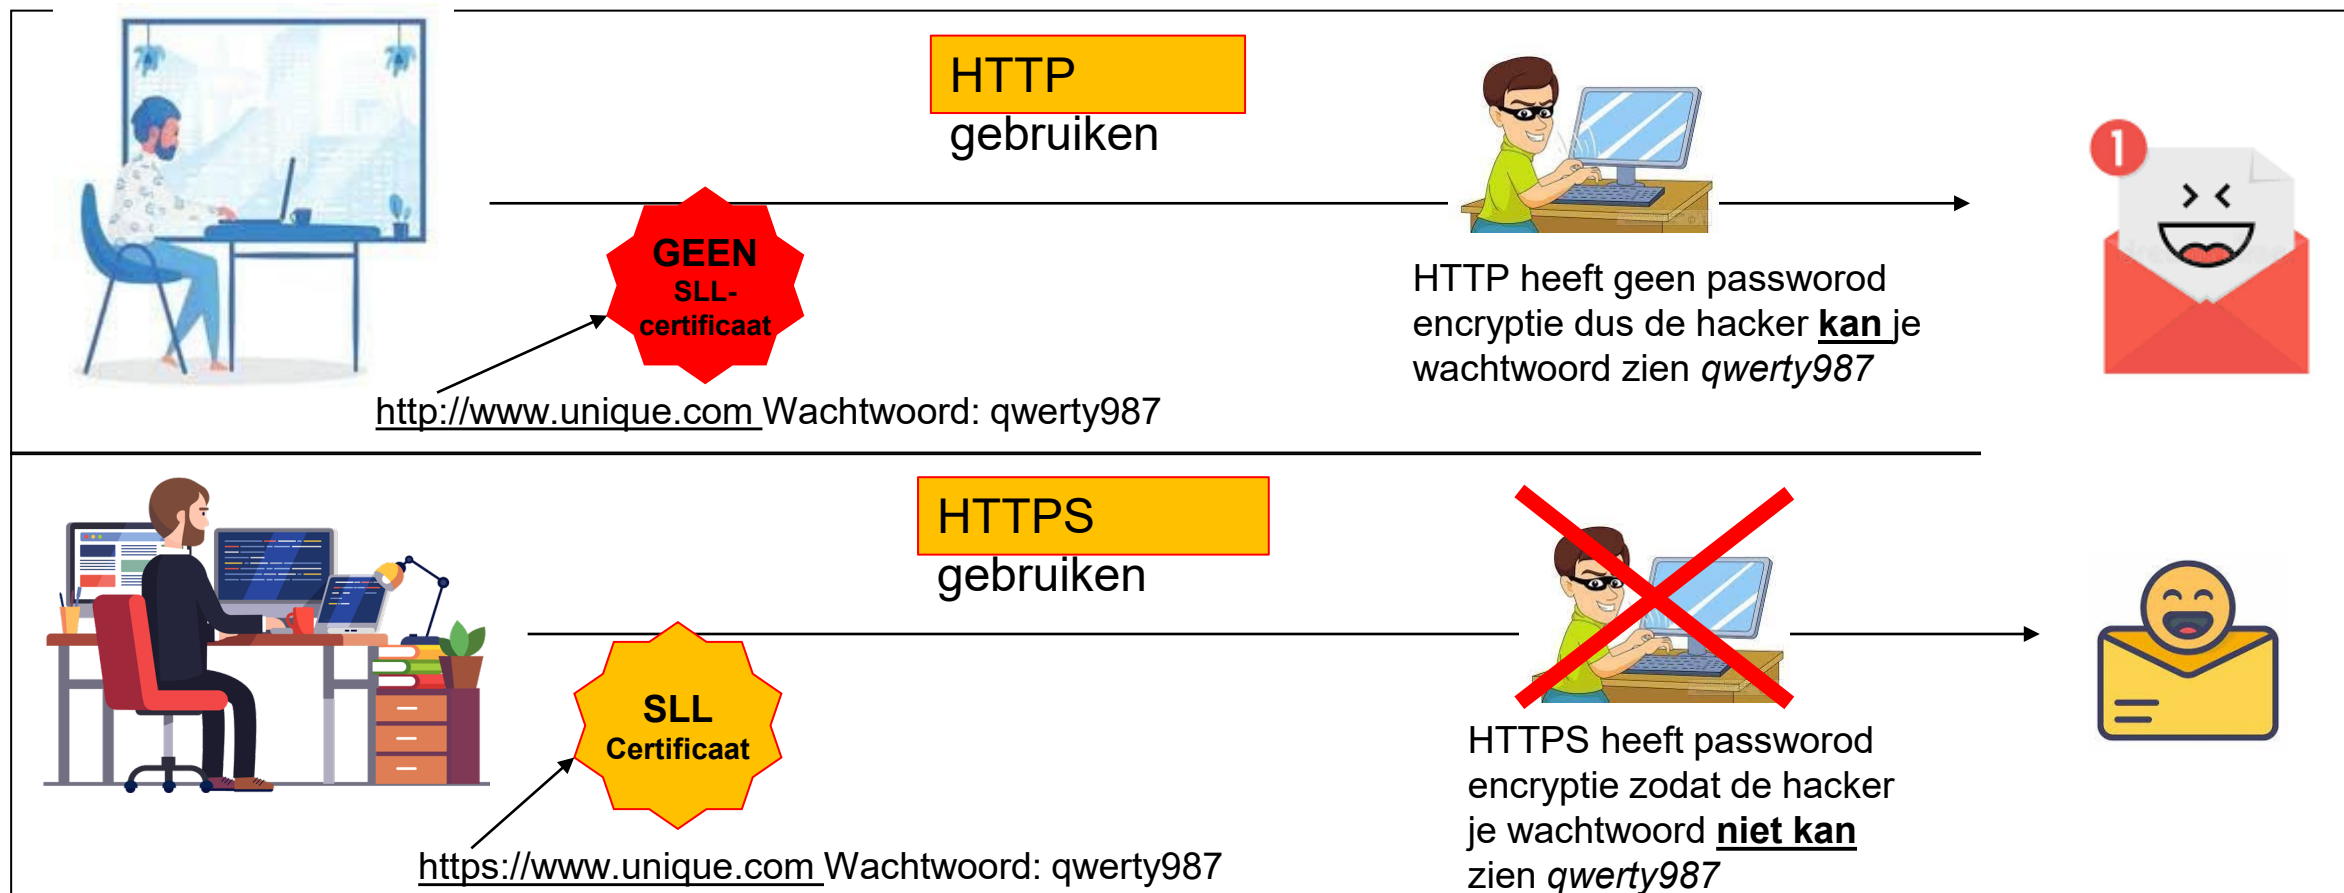 HTTP
gebruiken
1
GEEN
SLL-
certificaat
HTTP heeft geen passworod
encryptie dus de hacker kan je
wachtwoord zien qwerty987
http://www.unique.com Wachtwoord: qwerty987
HTTPS
gebruiken
SLL
Certificaat
HTTPS heeft passworod
encryptie zodat de hacker
je wachtwoord niet kan
zien qwerty987
https://www.unique.com Wachtwoord: qwerty987